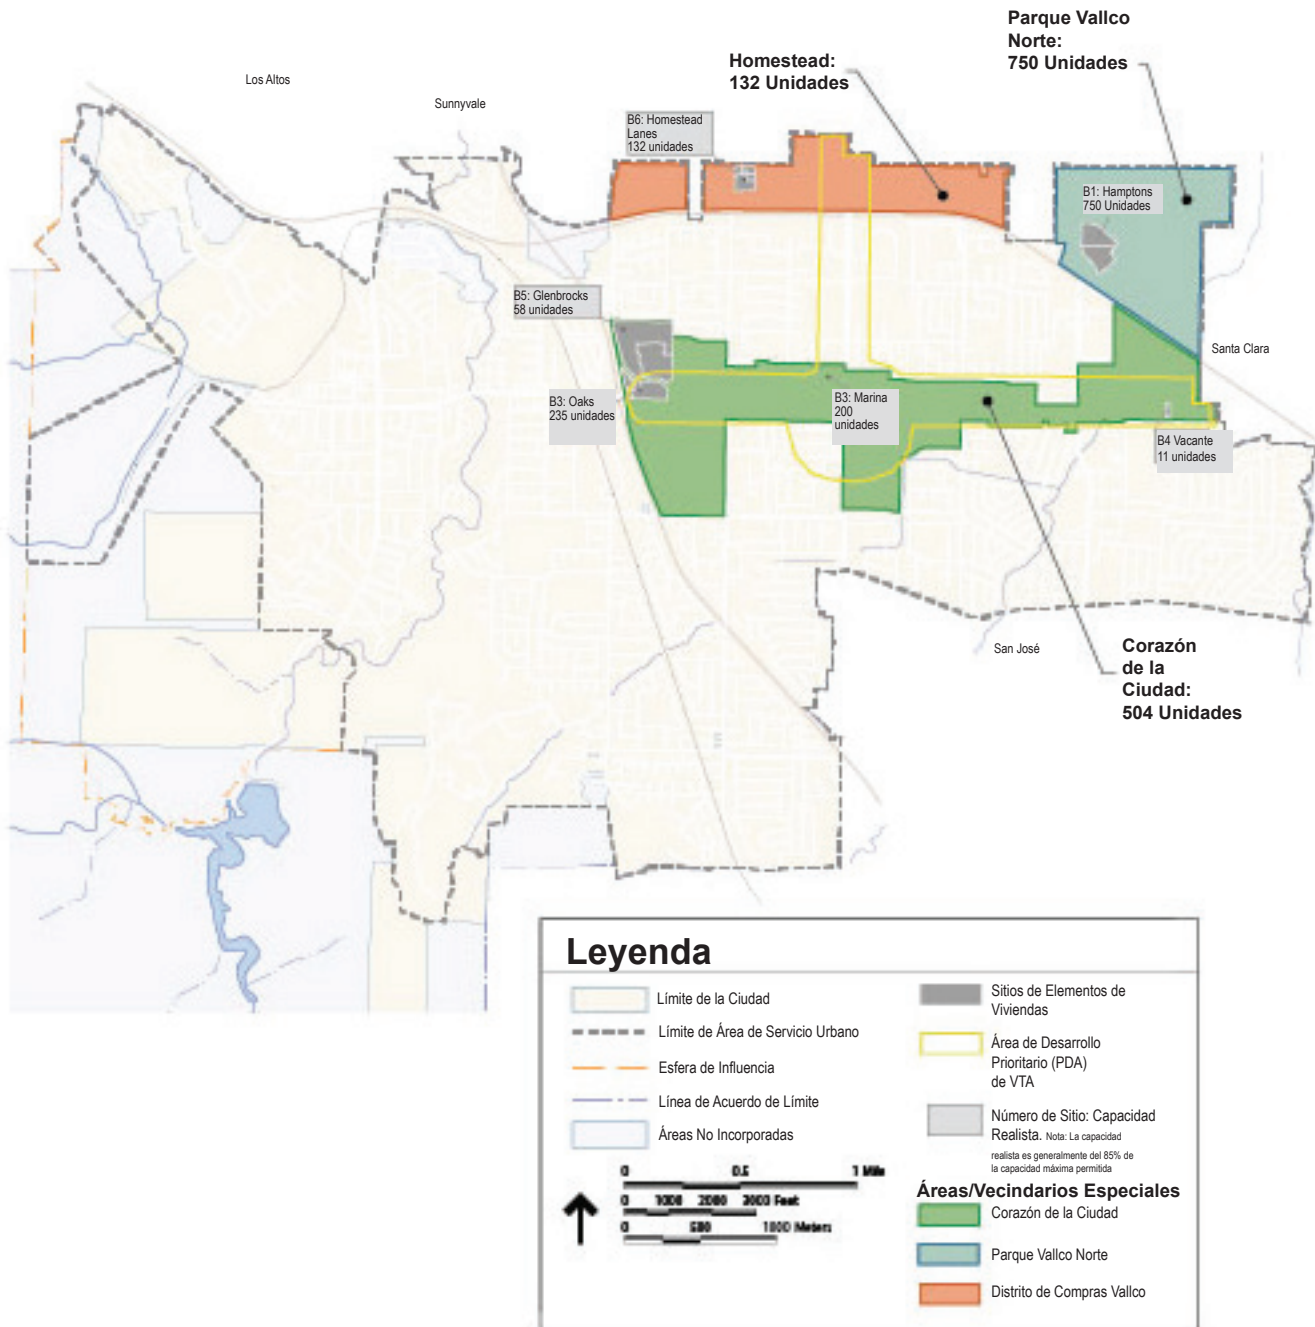 Parque Vallco
Norte:
750 Unidades
Homestead:
132 Unidades
Los Altos
Sunnyvale
B6: Homestead
Lanes
132 unidades
B1: Hamptons
750 Unidades
B5: Glenbrocks
58 unidades
Santa Clara
B3: Oaks
235 unidades
B3: Marina
200
unidades
B4 Vacante
11 unidades
San José
Corazón
de la
Ciudad:
504 Unidades
Leyenda
Límite de la Ciudad
Límite de Área de Servicio Urbano
Esfera de Influencia
Línea de Acuerdo de Límite
Áreas No Incorporadas
0 0.5 1 Mile
0 1000 2000 3000 Feet
0 500 1000 Meters
Sitios de Elementos de
Viviendas
Área de Desarrollo
Prioritario (PDA)
de VTA
Número de Sitio: Capacidad
Realista. Nota: La capacidad
realista es generalmente del 85% de
la capacidad máxima permitida
Áreas/Vecindarios Especiales
Corazón de la Ciudad
Parque Vallco Norte
Distrito de Compras Vallco